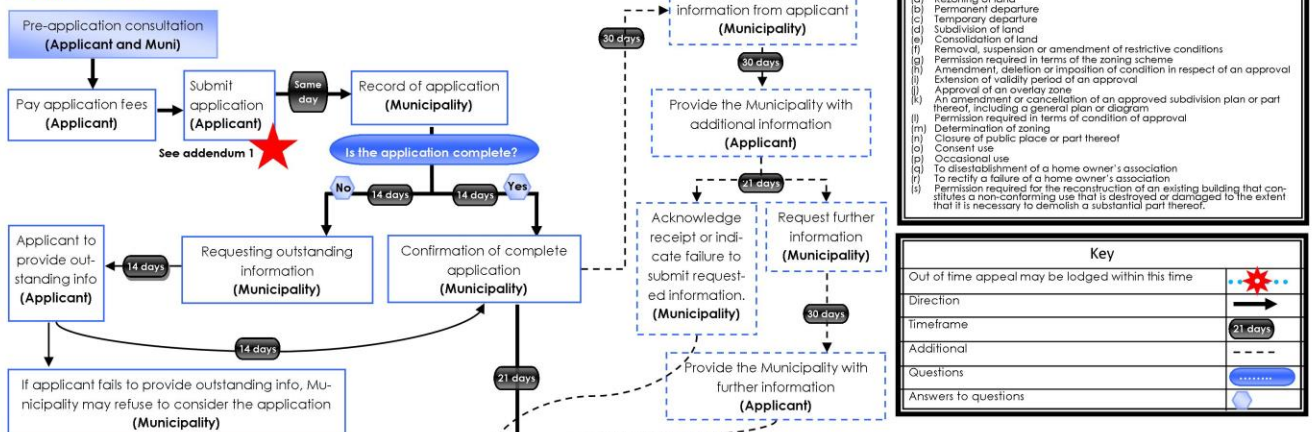 Pre-application consultation
(Applicant and Muni)
Pay application fees
(Applicant)
Submit
application
(Applicant)
See addendum 1
Same
day
Record of application
(Municipality)
Is the application complete?
No
14 days
14 days
Yes
Applicant to
provide out-
standing info
(Applicant)
14 days
Requesting outstanding
information
(Municipality)
Confirmation of complete
application
(Municipality)
14 days
If applicant fails to provide outstanding info, Mu-
nicipality may refuse to consider the application
(Municipality)
21 days
30 days
information from applicant
(Municipality)
30 days
Provide the Municipality with
additional information
(Applicant)
21 days
Acknowledge
receipt or indi-
cate failure to
submit request-
ed information.
(Municipality)
Request further
information
(Municipality)
30 days
Provide the Municipality with
further information
(Applicant)
(a) Rezoning of land
(b) Permanent departure
(c) Temporary departure
(d) Subdivision of land
(e) Consolidation of land
(f) Removal, suspension or amendment of restrictive conditions
(g) Permission required in terms of the zoning scheme
(h) Amendment, deletion or imposition of condition in respect of an approval
(i) Extension of validity period of an approval
(j) Approval of an overlay zone
(k) An amendment or cancellation of an approved subdivision plan or part
thereof, including a general plan or diagram
(l) Permission required in terms of condition of approval
(m) Determination of zoning
(n) Closure of public place or part thereof
(o) Consent use
(p) Occasional use
(q) To disestablishment of a home owner's association
(r) To rectify a failure of a home owner's association
(s) Permission required for the reconstruction of an existing building that con-
stitutes a non-conforming use that is destroyed or damaged to the extent
that it is necessary to demolish a substantial part thereof.
Key
Out of time appeal may be lodged within this time
Direction
Timeframe
21 days
Additional
Questions
........
Answers to questions